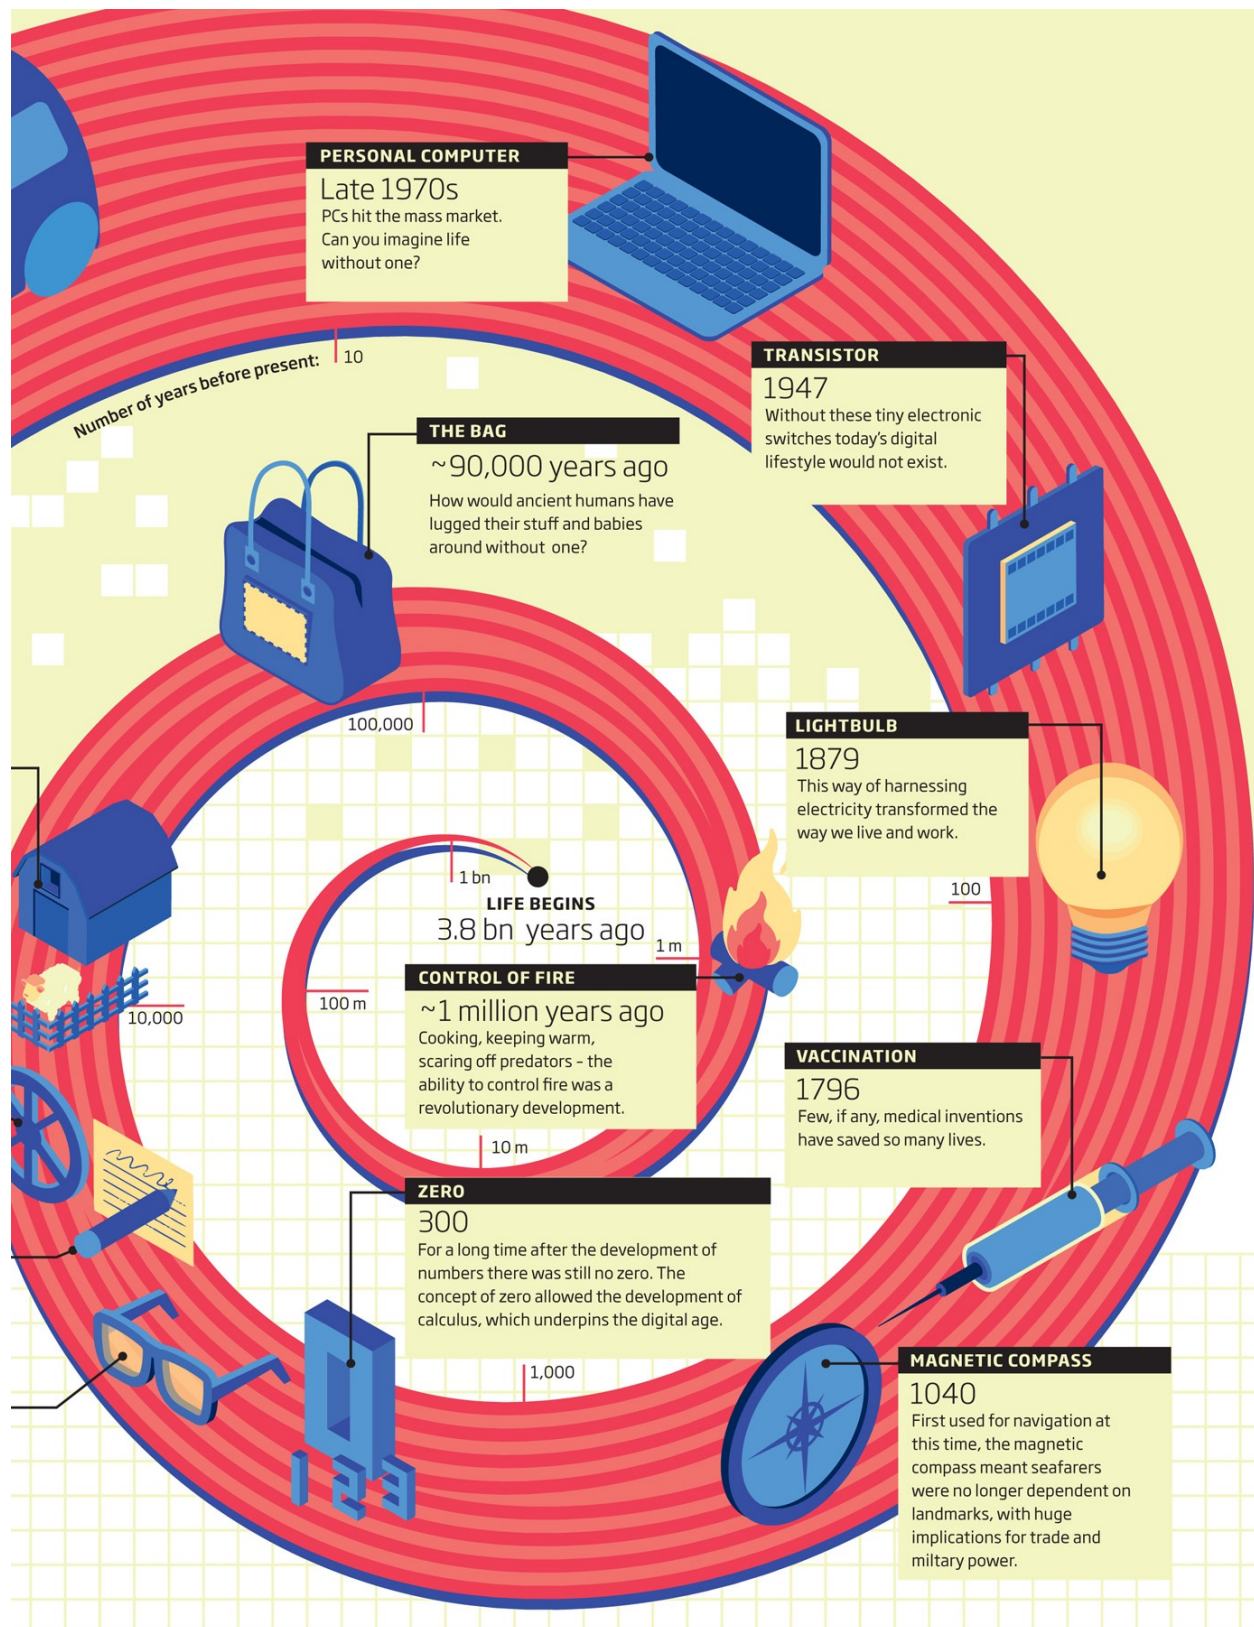 PERSONAL COMPUTER
Late 1970s
PCs hit the mass market.
Can you imagine life
without one?
Number of years before present:
10
TRANSISTOR
1947
Without these tiny electronic
switches today's digital
lifestyle would not exist.
THE BAG
~90,000 years ago
How would ancient humans have
lugged their stuff and babies
around without one?
100,000
LIGHTBULB
1879
This way of harnessing
electricity transformed the
way we live and work.
100
1 bn
LIFE BEGINS
3.8 bn years ago
1 m
CONTROL OF FIRE
~1 million years ago
Cooking, keeping warm,
scaring off predators – the
ability to control fire was a
revolutionary development.
100 m
10,000
10 m
VACCINATION
1796
Few, if any, medical inventions
have saved so many lives.
ZERO
300
For a long time after the development of
numbers there was still no zero. The
concept of zero allowed the development of
calculus, which underpins the digital age.
0
1 2 3
1,000
MAGNETIC COMPASS
1040
First used for navigation at
this time, the magnetic
compass meant seafarers
were no longer dependent on
landmarks, with huge
implications for trade and
miltary power.